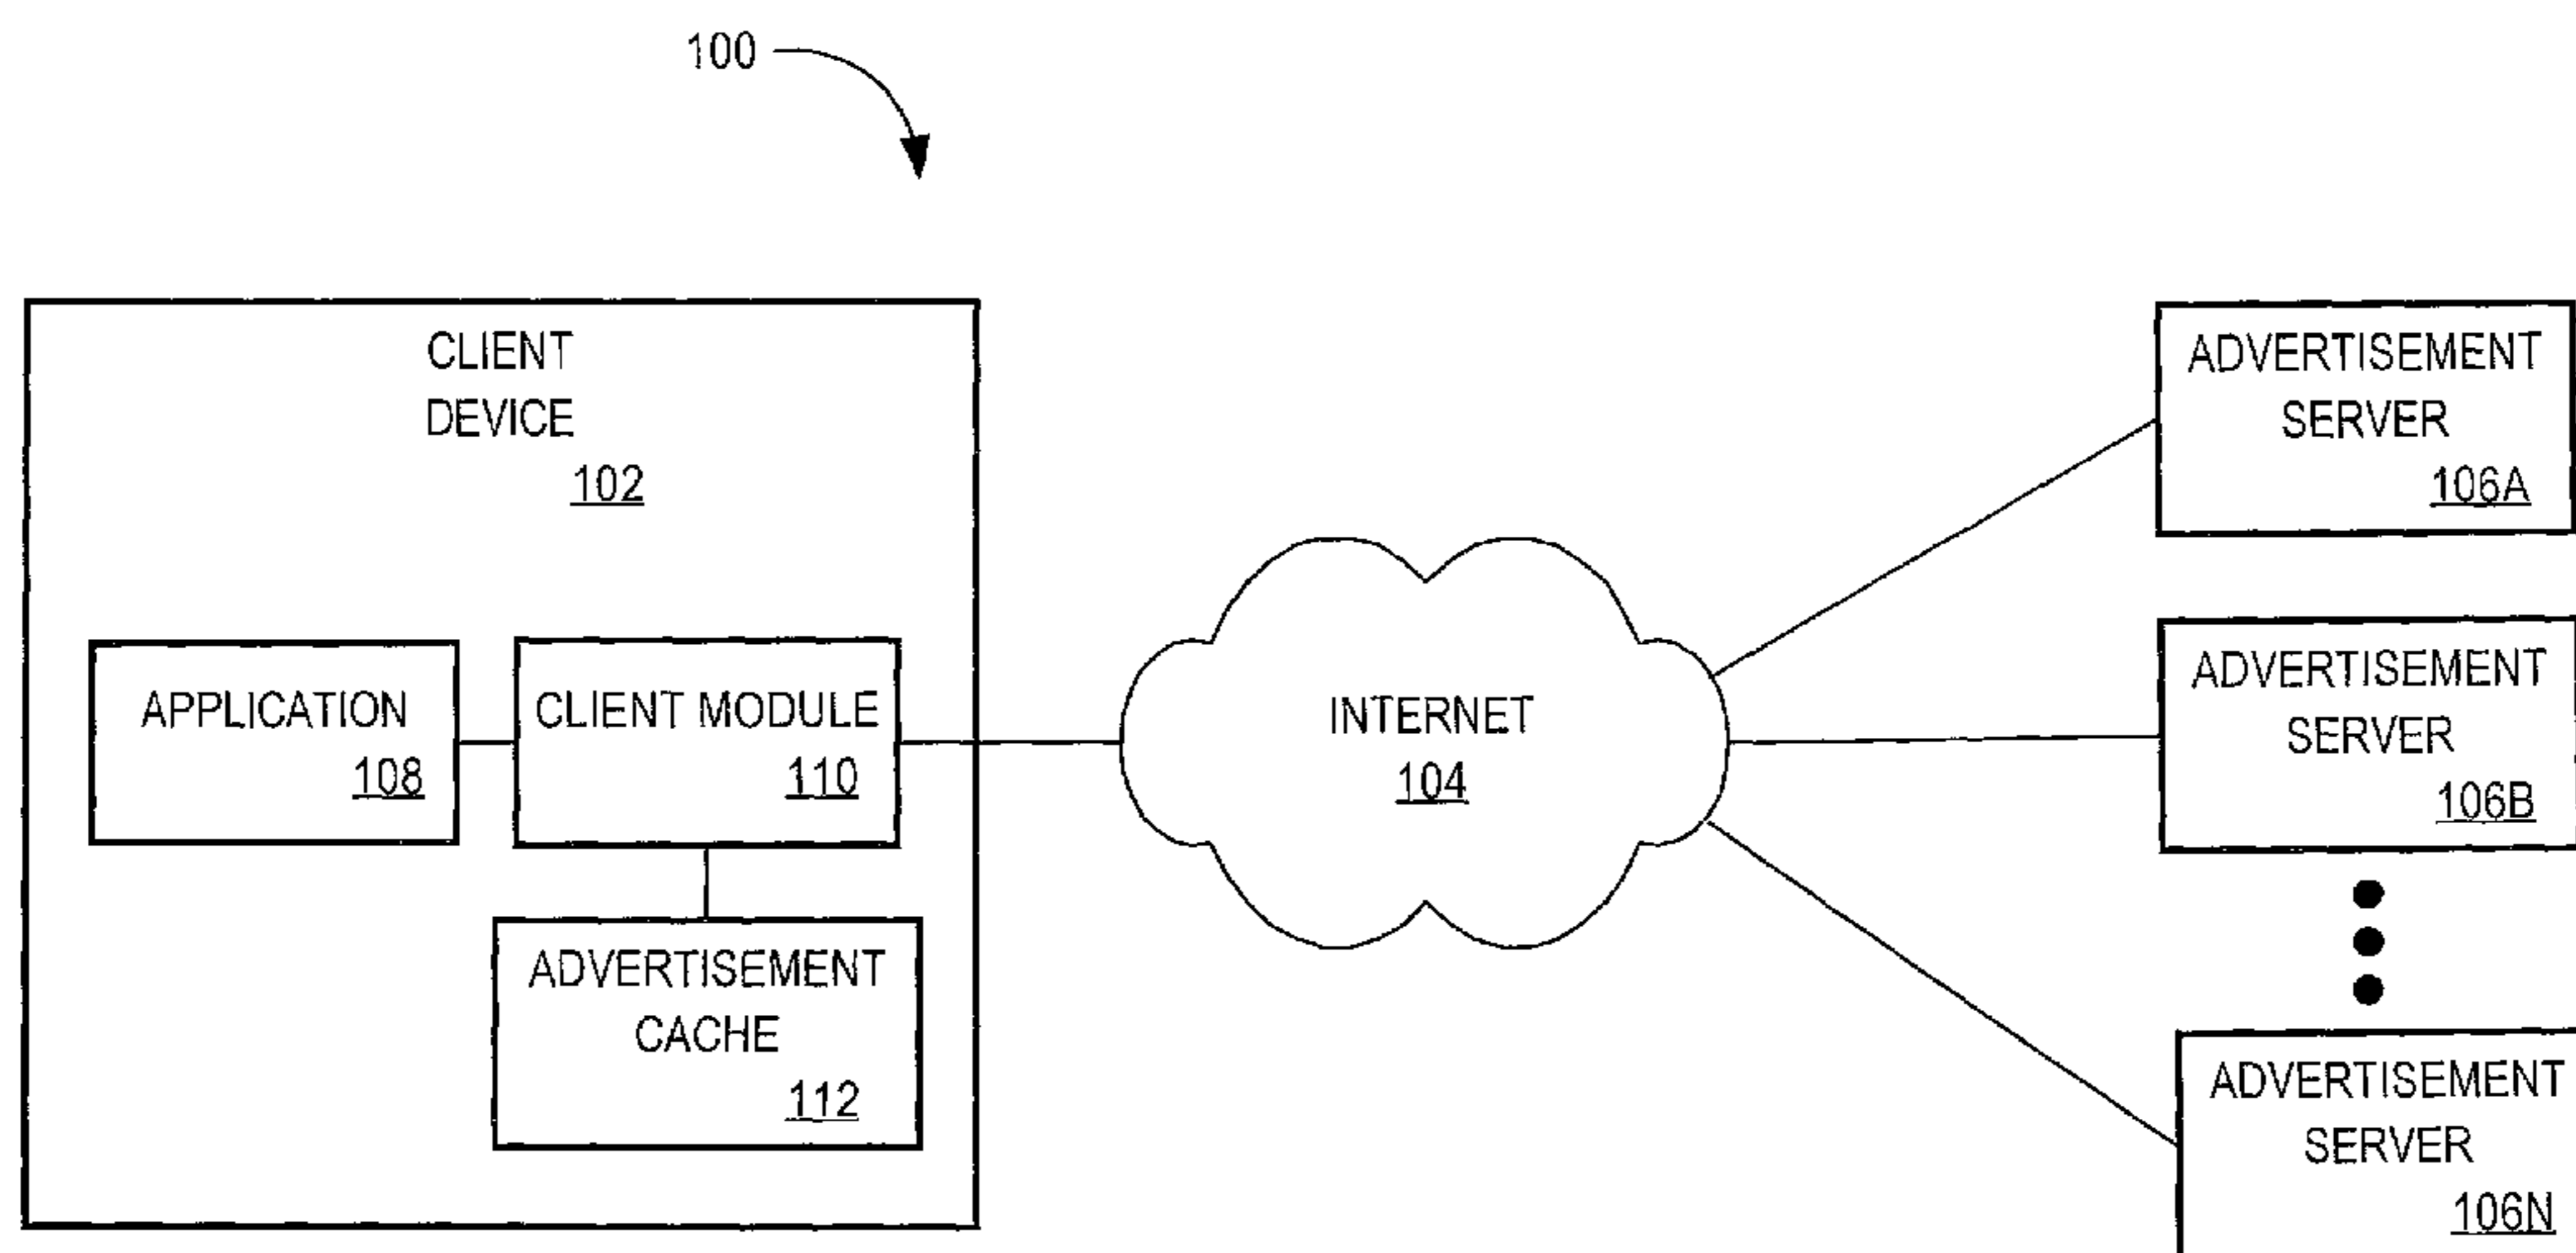 100
CLIENT
DEVICE
102
APPLICATION
108
CLIENT MODULE
110
ADVERTISEMENT
CACHE
112
INTERNET
104
ADVERTISEMENT
SERVER
106A
ADVERTISEMENT
SERVER
106B
ADVERTISEMENT
SERVER
106N